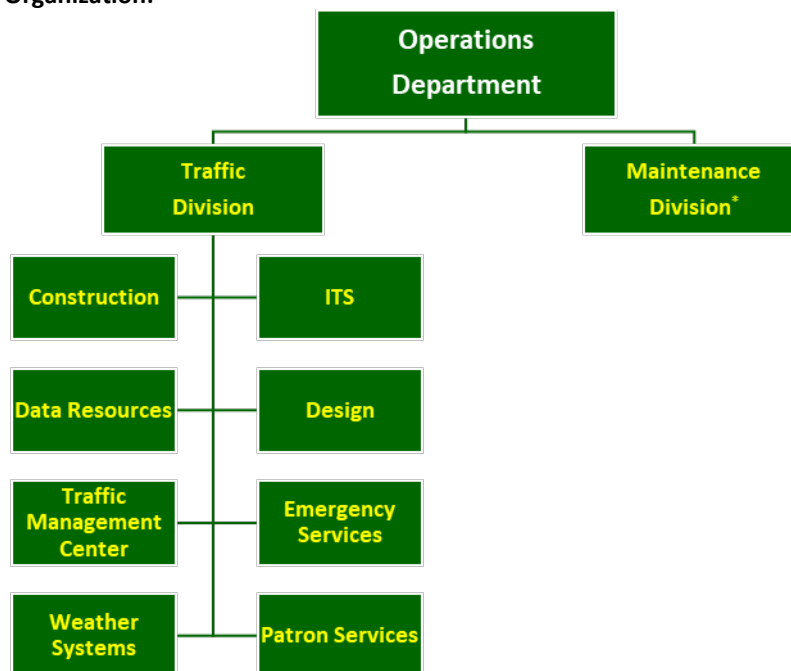 Organization:
Operations
Department
Traffic
Division
Maintenance
Division*
Construction
ITS
Data Resources
Design
Traffic
Management
Center
Emergency
Services
Weather
Systems
Patron Services